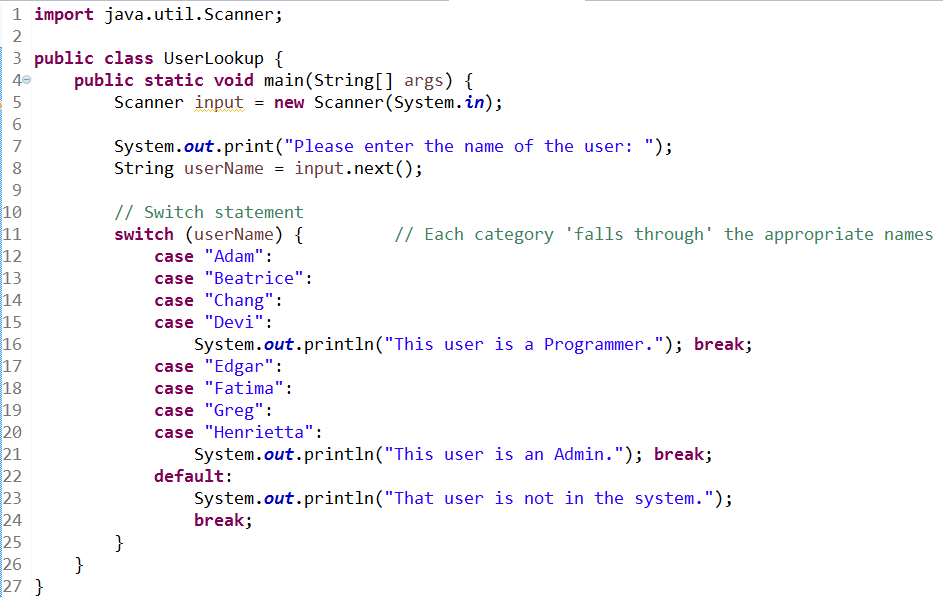 1 import java.util.Scanner;
2
3 public class UserLookup {
4     public static void main(String[] args) {
5         Scanner input = new Scanner(System.in);
6
7         System.out.print("Please enter the name of the user: ");
8         String userName = input.next();
9
10         // Switch statement
11         switch (userName) {         // Each category 'falls through' the appropriate names
12             case "Adam":
13             case "Beatrice":
14             case "Chang":
15             case "Devi":
16                 System.out.println("This user is a Programmer."); break;
17             case "Edgar":
18             case "Fatima":
19             case "Greg":
20             case "Henrietta":
21                 System.out.println("This user is an Admin."); break;
22             default:
23                 System.out.println("That user is not in the system.");
24                 break;
25         }
26     }
27 }